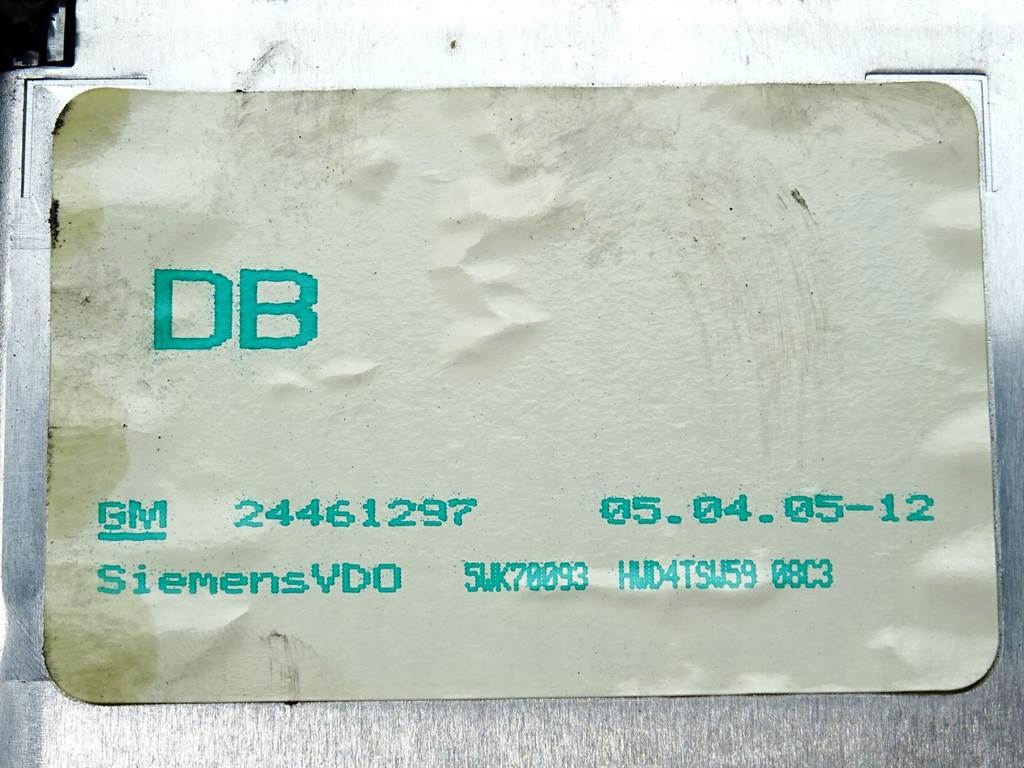 DB
GM 24461297 05.04.05-12
SiemensVDO 5WK70093 HWD4TSW59 08C3